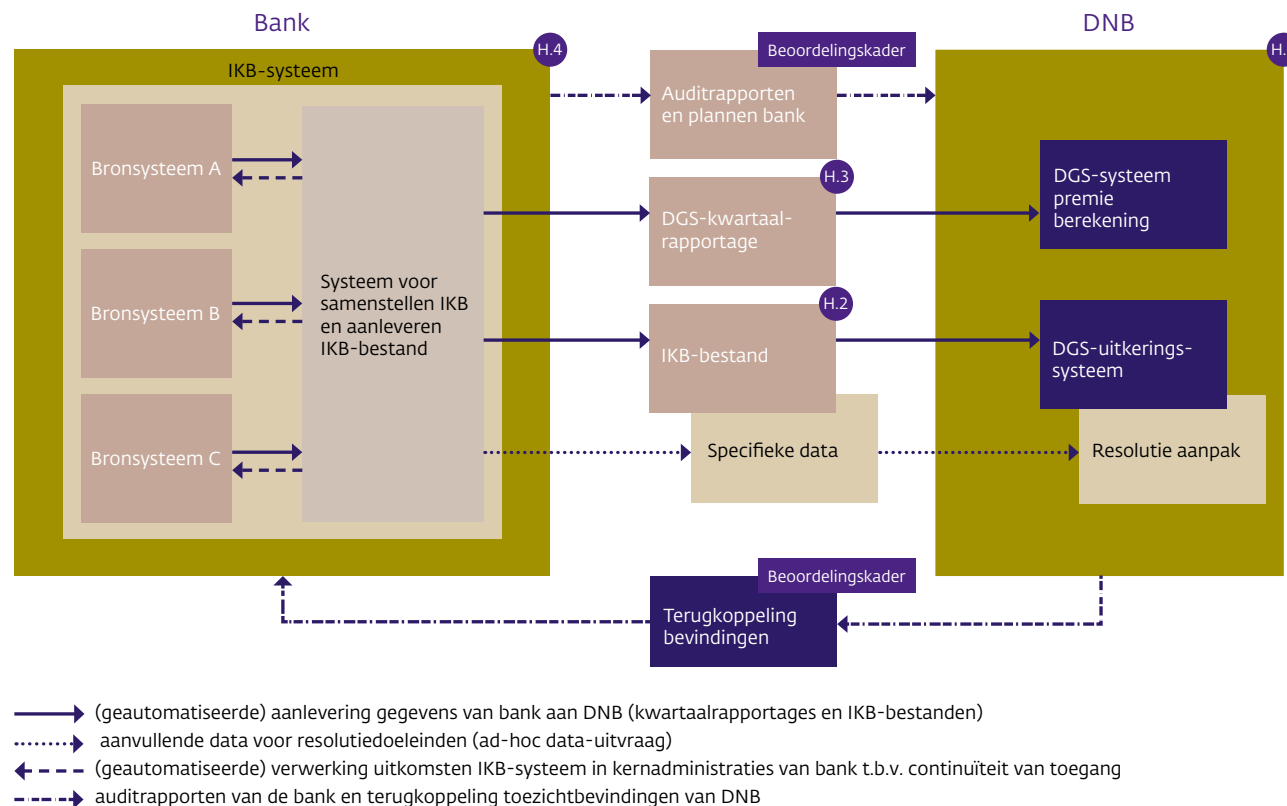 Bank
DNB
H.4
Beoordelingskader
H.
IKB-systeem
Auditrapporten
en plannen bank
Bronsysteem A
H.3
DGS-kwartaal-
rapportage
DGS-systeem
premie
berekening
Bronsysteem B
Systeem voor
samenstellen IKB
en aanleveren
IKB-bestand
H.2
IKB-bestand
DGS-uitkerings-
systeem
Bronsysteem C
Specifieke data
Resolutie aanpak
Beoordelingskader
Terugkoppeling
bevindingen
(geautomatiseerde) aanlevering gegevens van bank aan DNB (kwartaalrapportages en IKB-bestanden)
aanvullende data voor resolutiedoeleinden (ad-hoc data-uitvraag)
(geautomatiseerde) verwerking uitkomsten IKB-systeem in kernadministraties van bank t.b.v. continuïteit van toegang
auditrapporten van de bank en terugkoppeling toezichtbevindingen van DNB